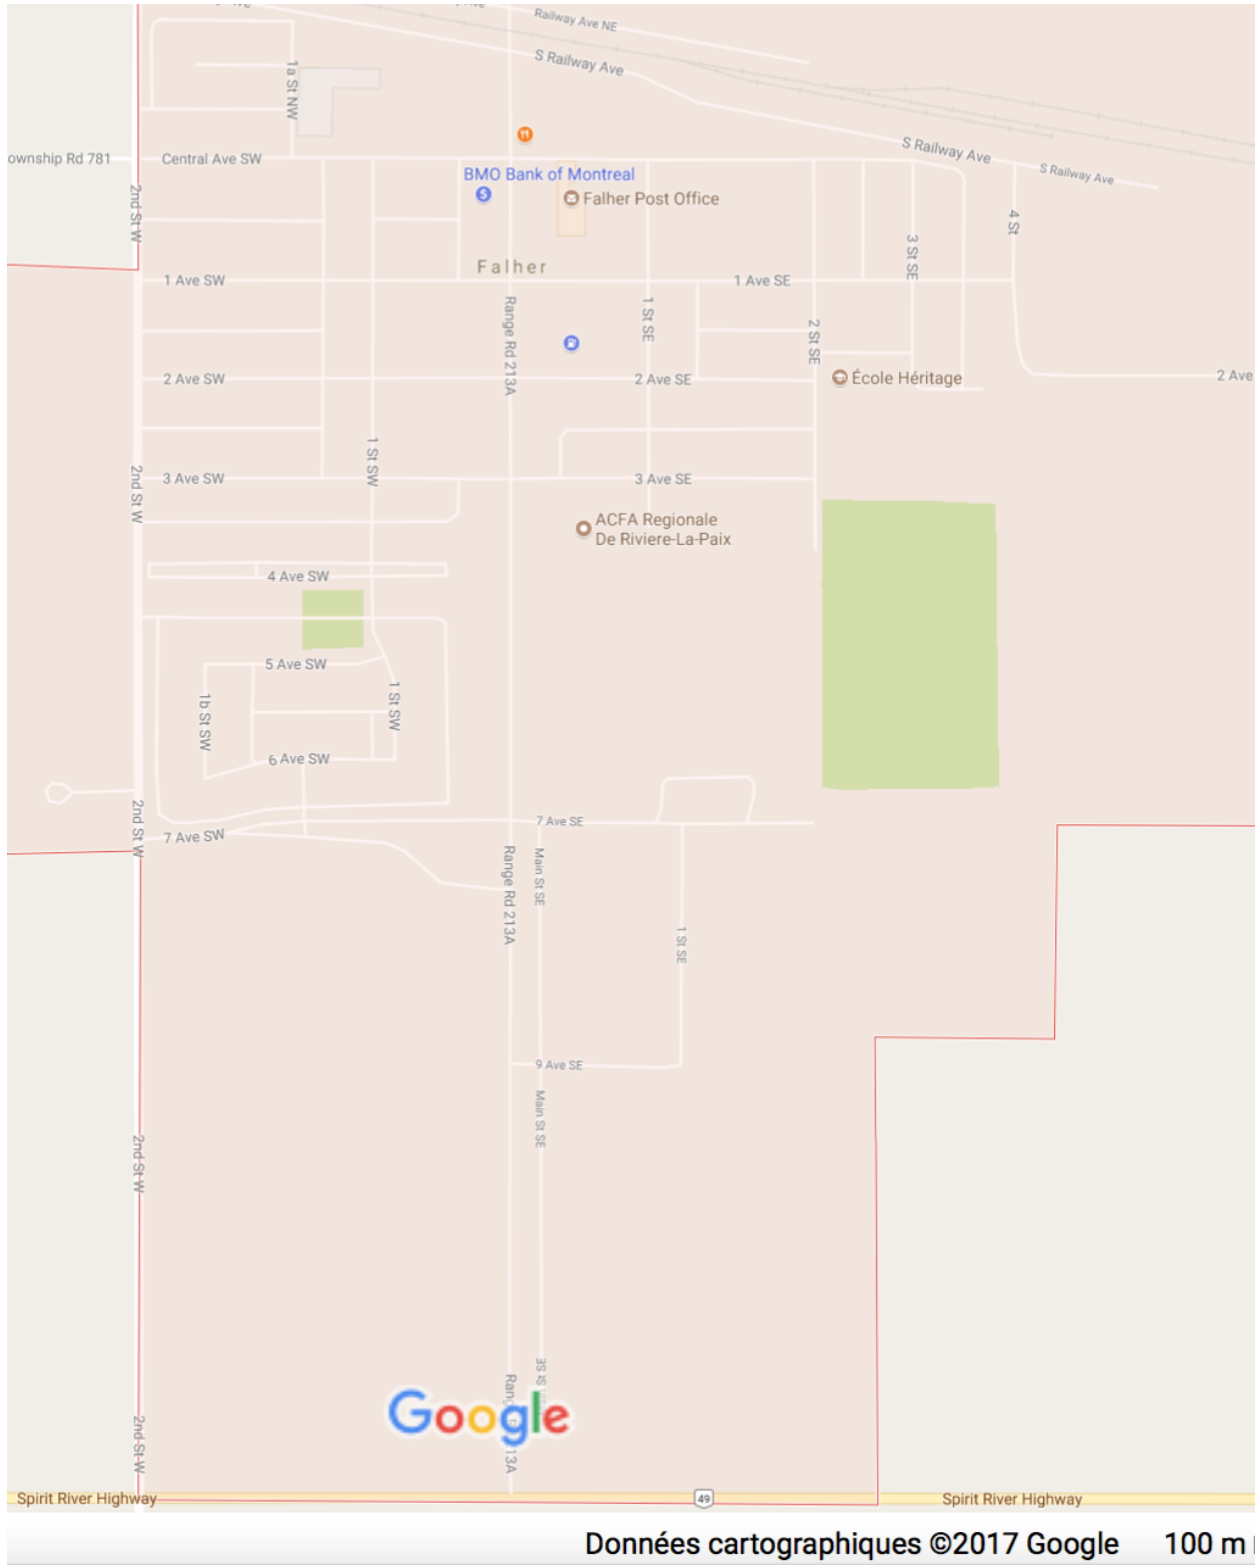 Railway Ave NE
S Railway Ave
1a St NW
ownship Rd 781
Central Ave SW
S Railway Ave
S Railway Ave
BMO Bank of Montreal
2nd St W
Falher Post Office
4 St
3 St SE
Falher
1 Ave SW
1 Ave SE
Range Rd 213A
1 St SE
2 St SE
2 Ave SW
2 Ave SE
École Héritage
2 Ave
1 St SW
3 Ave SW
3 Ave SE
2nd St W
ACFA Regionale
De Riviere-La-Paix
4 Ave SW
5 Ave SW
1b St SW
1 St SW
6 Ave SW
2nd St W
7 Ave SW
7 Ave SE
Range Rd 213A
Main St SE
1 St SE
9 Ave SE
Main St SE
2nd St W
Google
13A
2nd St W
Spirit River Highway
49
Spirit River Highway
Données cartographiques ©2017 Google
100 m